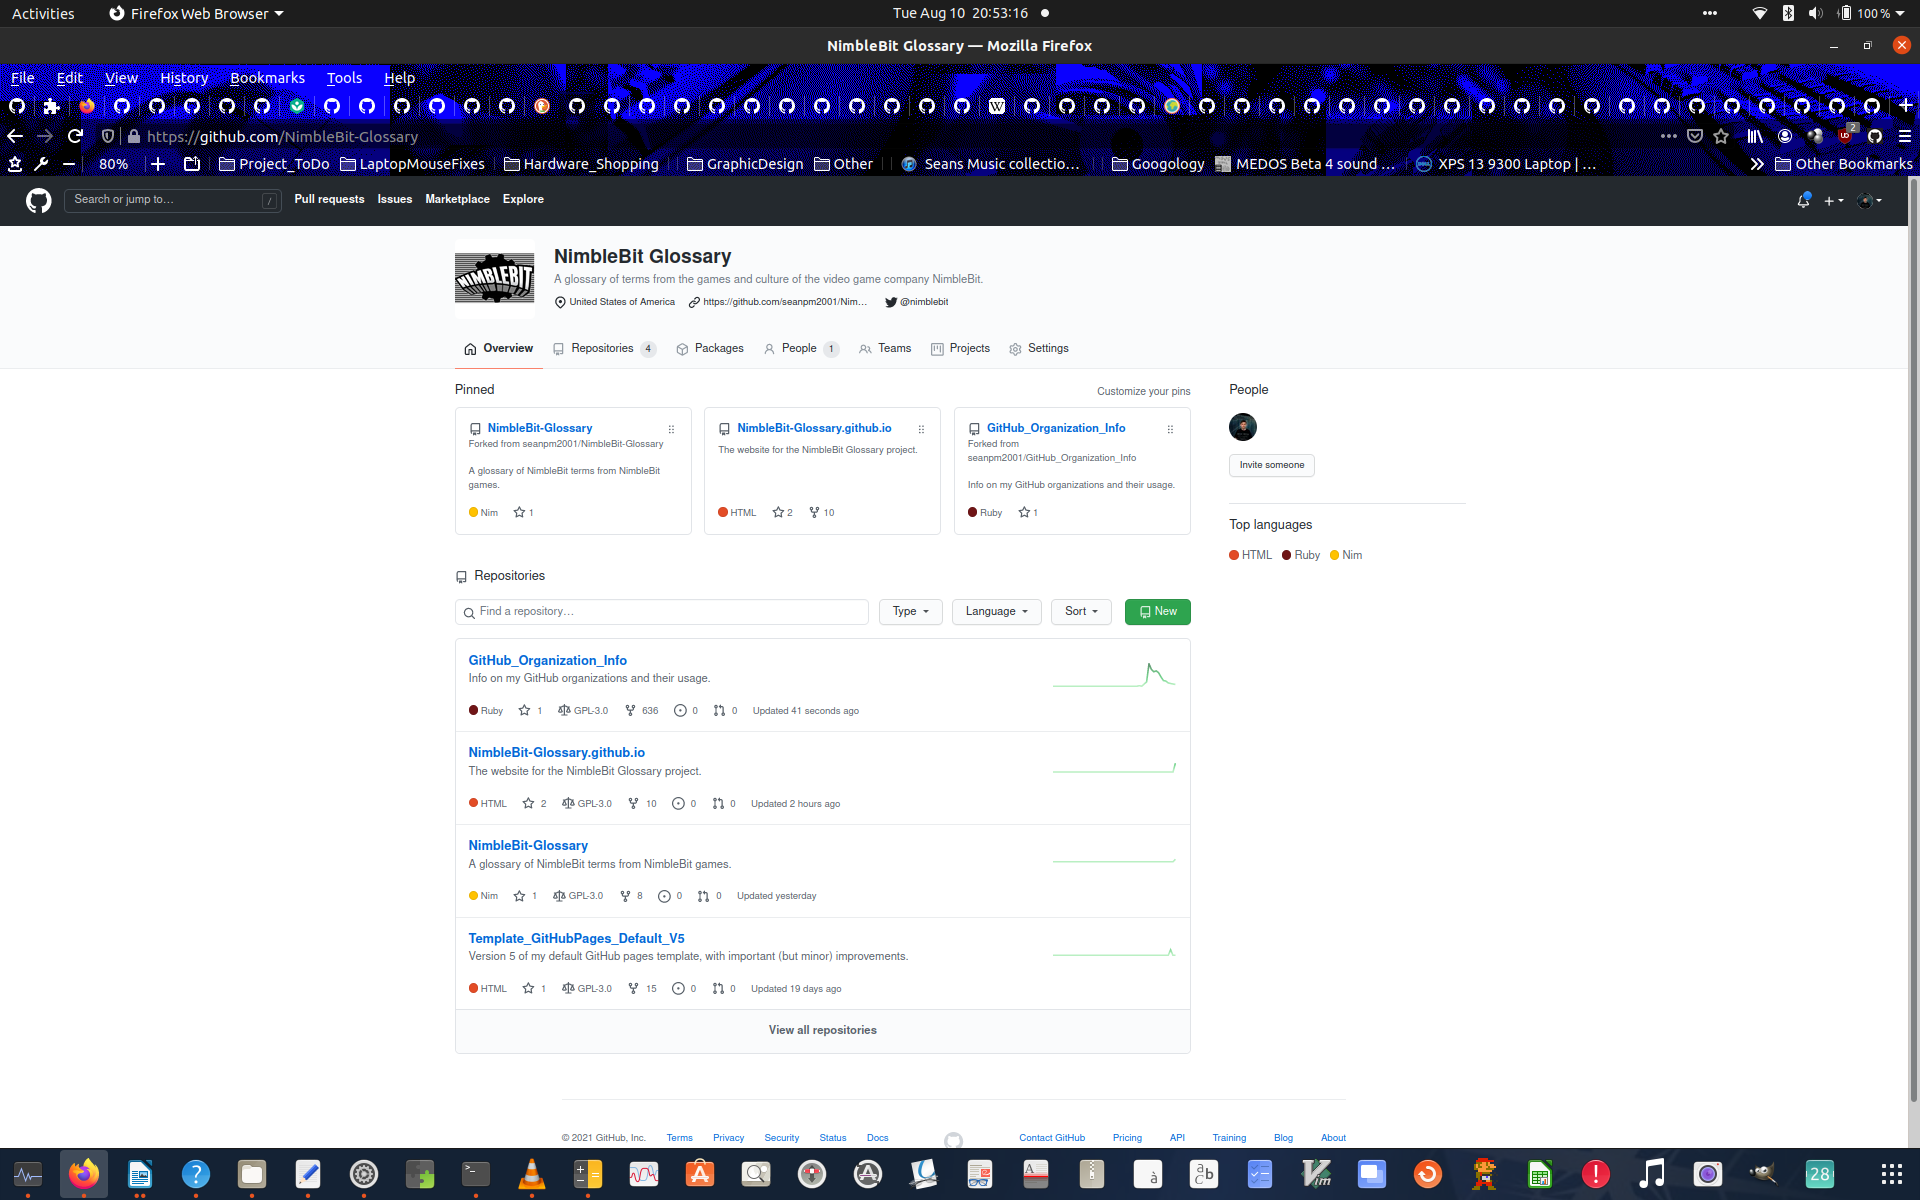 Activities Firefox Web Browser Tue Aug 10 20:53:16 100 %
NimbleBit Glossary — Mozilla Firefox
File Edit View History Bookmarks Tools Help
https://github.com/NimbleBit-Glossary 2
80% Project_ToDo LaptopMouseFixes Hardware_Shopping GraphicDesign Other Seans Music collectio… Googology MEDOS Beta 4 sound … XPS 13 9300 Laptop | … Other Bookmarks
Search or jump to… / Pull requests Issues Marketplace Explore
NIMBLEBIT
NimbleBit Glossary
A glossary of terms from the games and culture of the video game company NimbleBit.
United States of America https://github.com/seanpm2001/Nim… @nimblebit
Overview Repositories 4 Packages People 1 Teams Projects Settings
Pinned Customize your pins
NimbleBit-Glossary
Forked from seanpm2001/NimbleBit-Glossary
A glossary of NimbleBit terms from NimbleBit
games.
Nim 1
NimbleBit-Glossary.github.io
The website for the NimbleBit Glossary project.
HTML 2 10
GitHub_Organization_Info
Forked from
seanpm2001/GitHub_Organization_Info
Info on my GitHub organizations and their usage.
Ruby 1
People
Invite someone
Top languages
HTML Ruby Nim
Repositories
Find a repository… Type Language Sort New
GitHub_Organization_Info
Info on my GitHub organizations and their usage.
Ruby 1 GPL-3.0 636 0 0 Updated 41 seconds ago
NimbleBit-Glossary.github.io
The website for the NimbleBit Glossary project.
HTML 2 GPL-3.0 10 0 0 Updated 2 hours ago
NimbleBit-Glossary
A glossary of NimbleBit terms from NimbleBit games.
Nim 1 GPL-3.0 8 0 0 Updated yesterday
Template_GitHubPages_Default_V5
Version 5 of my default GitHub pages template, with important (but minor) improvements.
HTML 1 GPL-3.0 15 0 0 Updated 19 days ago
View all repositories
© 2021 GitHub, Inc. Terms Privacy Security Status Docs Contact GitHub Pricing API Training Blog About
28